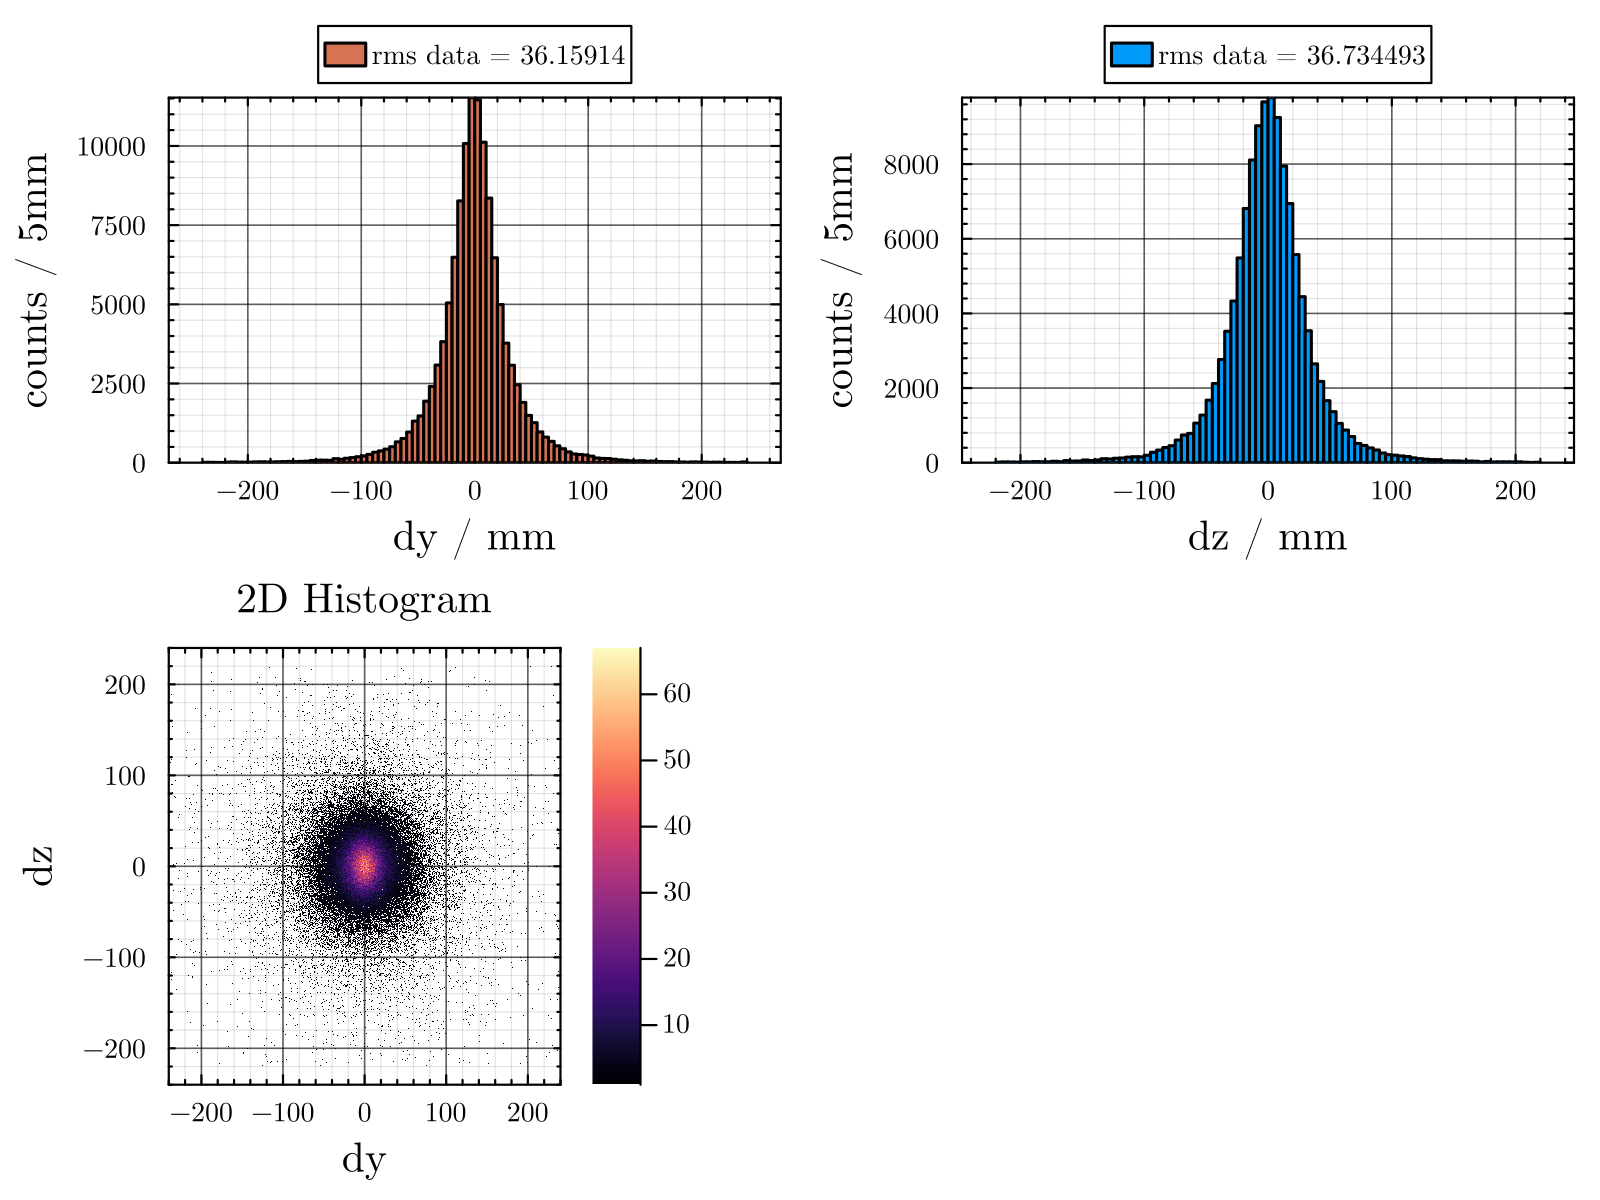 rms data = 36.15914
10000
7500
5000
2500
0
counts / 5mm
−200 −100 0 100 200
dy / mm
rms data = 36.734493
8000
6000
4000
2000
0
counts / 5mm
−200 −100 0 100 200
dz / mm
2D Histogram
200
100
0
−100
−200
dz
−200 −100 0 100 200
dy
60
50
40
30
20
10